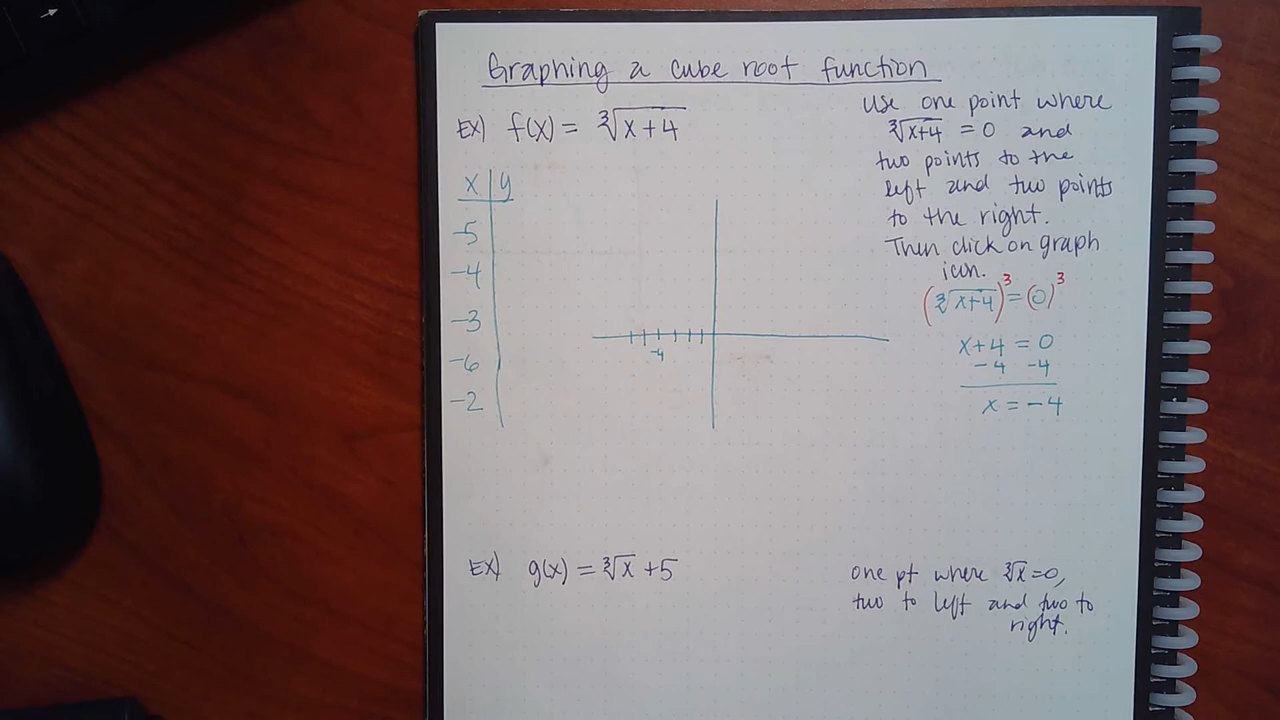 Graphing a cube root function
EX) f(x) = ∛(x+4)
use one point where
∛(x+4) = 0 and
two points to the
left and two points
to the right.
Then click on graph
icon.
x | y
-5
-4
-3
-6
-2
-4
(∛(x+4))³ = (0)³
x+4 = 0
-4 -4
x = -4
EX) g(x) = ∛x + 5
one pt where ∛x = 0,
two to left and two to
right.